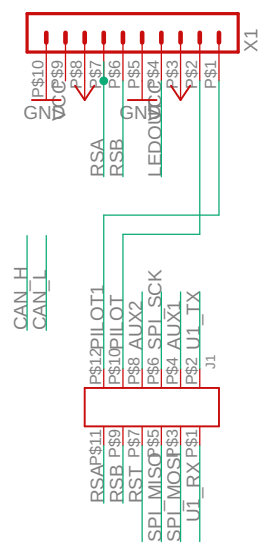 X1
P$10
P$9
P$8
P$7
P$6
P$5
P$4
P$3
P$2
P$1
GND
VCC
GND
VCC
RSA
RSB
LEDOUT
CAN_H
CAN_L
PILOT1
PILOT
AUX2
SPI_SCK
AUX1
U1_TX
P$12
P$10
P$8
P$6
P$4
P$2
J1
P$11
P$9
P$7
P$5
P$3
P$1
RSA
RSB
RST
SPI_MISO
SPI_MOSI
U1_RX